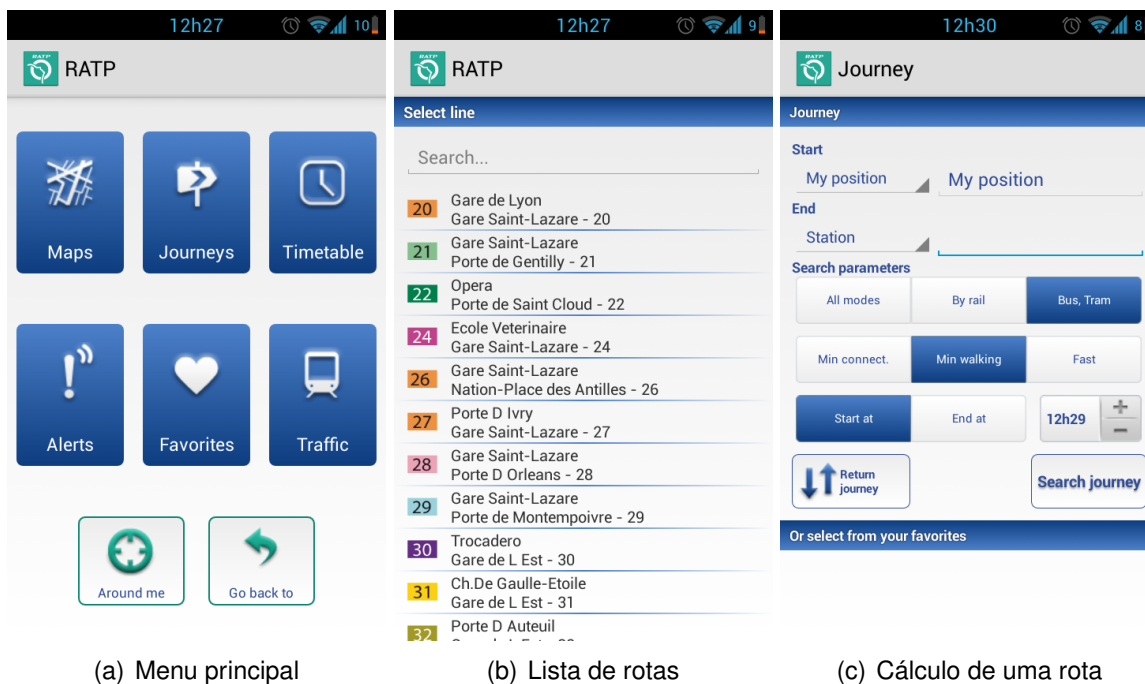 12h27
10
RATP
RATP
Maps
Journeys
Timetable
Alerts
Favorites
Traffic
Around me
Go back to
(a) Menu principal
12h27
9
RATP
RATP
Select line
Search...
20
Gare de Lyon
Gare Saint-Lazare - 20
21
Gare Saint-Lazare
Porte de Gentilly - 21
22
Opera
Porte de Saint Cloud - 22
24
Ecole Veterinaire
Gare Saint-Lazare - 24
26
Gare Saint-Lazare
Nation-Place des Antilles - 26
27
Porte D Ivry
Gare Saint-Lazare - 27
28
Gare Saint-Lazare
Porte D Orleans - 28
29
Gare Saint-Lazare
Porte de Montempoivre - 29
30
Trocadero
Gare de L Est - 30
31
Ch.De Gaulle-Etoile
Gare de L Est - 31
32
Porte D Auteuil
(b) Lista de rotas
12h30
8
RATP
Journey
Journey
Start
My position
My position
End
Station
Search parameters
All modes
By rail
Bus, Tram
Min connect.
Min walking
Fast
Start at
End at
12h29
+
−
Return
journey
Search journey
Or select from your favorites
(c) Cálculo de uma rota